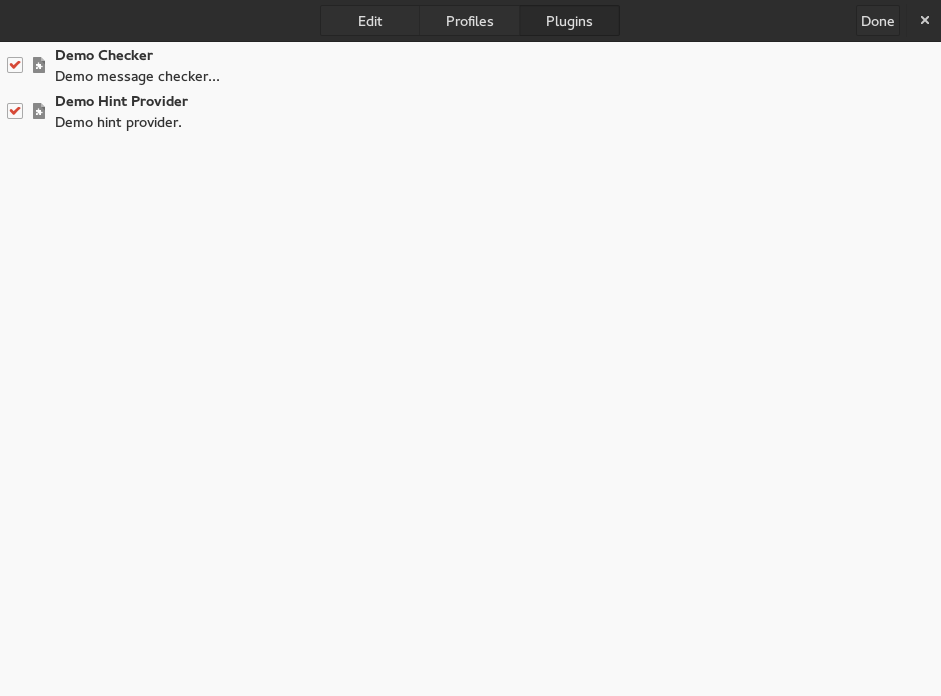 Edit
Profiles
Plugins
Done
Demo Checker
Demo message checker...
Demo Hint Provider
Demo hint provider.